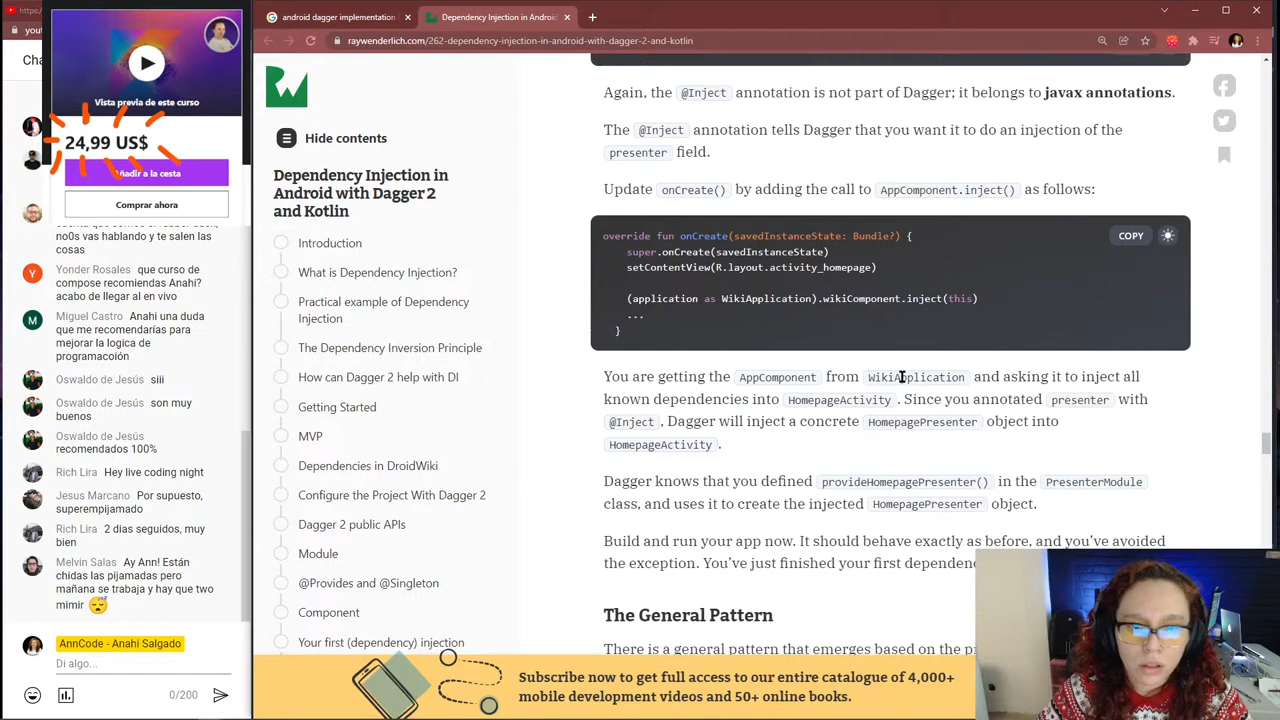 https://
youtu
Cha
Vista previa de este curso
24,99 US$
Añadir a la cesta
Comprar ahora
cuenta que somos el rubber duck,
no0s vas hablando y te salen las
cosas
Yonder Rosales que curso de
compose recomiendas Anahi?
acabo de llegar al en vivo
Miguel Castro Anahi una duda
que me recomendarías para
mejorar la logica de
programacoión
Oswaldo de Jesús siii
Oswaldo de Jesús son muy
buenos
Oswaldo de Jesús
recomendados 100%
Rich Lira Hey live coding night
Jesus Marcano Por supuesto,
superempijamado
Rich Lira 2 dias seguidos, muy
bien
Melvin Salas Ay Ann! Están
chidas las pijamadas pero
mañana se trabaja y hay que two
mimir
AnnCode - Anahi Salgado
Di algo...
0/200
android dagger implementation
Dependency Injection in Android
raywenderlich.com/262-dependency-injection-in-android-with-dagger-2-and-kotlin
Hide contents
Dependency Injection in
Android with Dagger 2
and Kotlin
Introduction
What is Dependency Injection?
Practical example of Dependency
Injection
The Dependency Inversion Principle
How can Dagger 2 help with DI
Getting Started
MVP
Dependencies in DroidWiki
Configure the Project With Dagger 2
Dagger 2 public APIs
Module
@Provides and @Singleton
Component
Your first (dependency) injection
Again, the @Inject annotation is not part of Dagger; it belongs to javax annotations.
The @Inject annotation tells Dagger that you want it to do an injection of the
presenter field.
Update onCreate() by adding the call to AppComponent.inject() as follows:
COPY
override fun onCreate(savedInstanceState: Bundle?) {
super.onCreate(savedInstanceState)
setContentView(R.layout.activity_homepage)
(application as WikiApplication).wikiComponent.inject(this)
...
}
You are getting the AppComponent from WikiApplication and asking it to inject all
known dependencies into HomepageActivity . Since you annotated presenter with
@Inject , Dagger will inject a concrete HomepagePresenter object into
HomepageActivity .
Dagger knows that you defined provideHomepagePresenter() in the PresenterModule
class, and uses it to create the injected HomepagePresenter object.
Build and run your app now. It should behave exactly as before, and you've avoided
the exception. You've just finished your first dependen
The General Pattern
There is a general pattern that emerges based on the pr
Subscribe now to get full access to our entire catalogue of 4,000+
mobile development videos and 50+ online books.